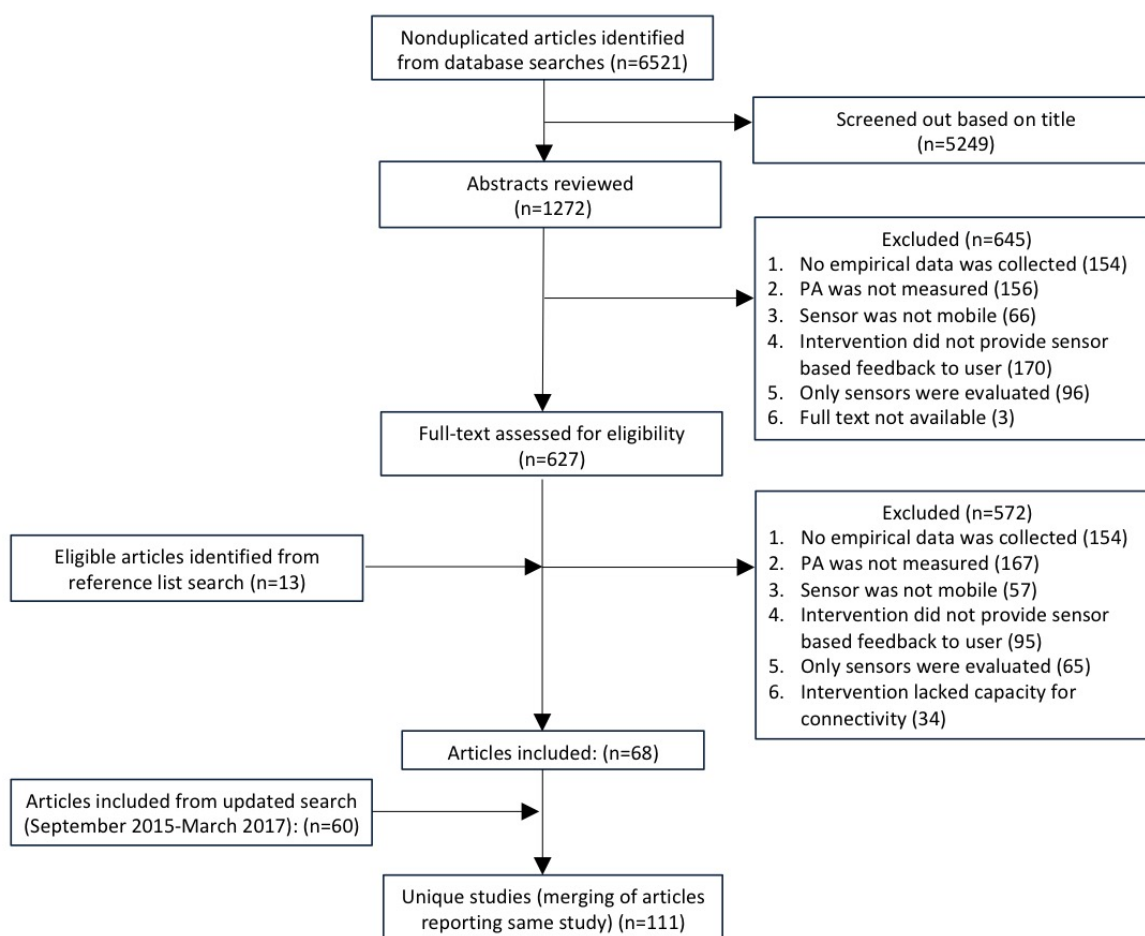 Nonduplicated articles identified
from database searches (n=6521)
Screened out based on title
(n=5249)
Abstracts reviewed
(n=1272)
Excluded (n=645)
1. No empirical data was collected (154)
2. PA was not measured (156)
3. Sensor was not mobile (66)
4. Intervention did not provide sensor
based feedback to user (170)
5. Only sensors were evaluated (96)
6. Full text not available (3)
Full-text assessed for eligibility
(n=627)
Eligible articles identified from
reference list search (n=13)
Excluded (n=572)
1. No empirical data was collected (154)
2. PA was not measured (167)
3. Sensor was not mobile (57)
4. Intervention did not provide sensor
based feedback to user (95)
5. Only sensors were evaluated (65)
6. Intervention lacked capacity for
connectivity (34)
Articles included: (n=68)
Articles included from updated search
(September 2015-March 2017): (n=60)
Unique studies (merging of articles
reporting same study) (n=111)